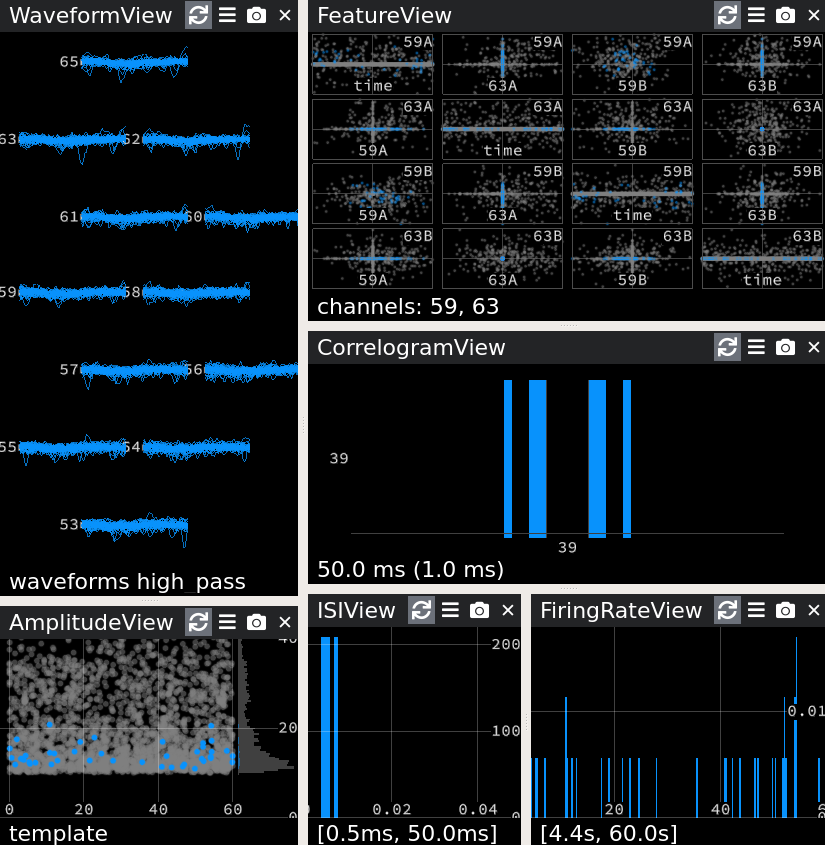 WaveformView
65
63 62
61 60
59 58
57 56
55 54
53
waveforms high_pass
FeatureView
59A 59A 59A 59A
time 63A 59B 63B
63A 63A 63A 63A
59A time 59B 63B
59B 59B 59B 59B
59A 63A time 63B
63B 63B 63B 63B
59A 63A 59B time
channels: 59, 63
CorrelogramView
39
39
50.0 ms (1.0 ms)
AmplitudeView
40
20
0
0 20 40 60
template
ISIView
200
100
0
0.02 0.04
[0.5ms, 50.0ms]
FiringRateView
0.01
20 40
[4.4s, 60.0s]